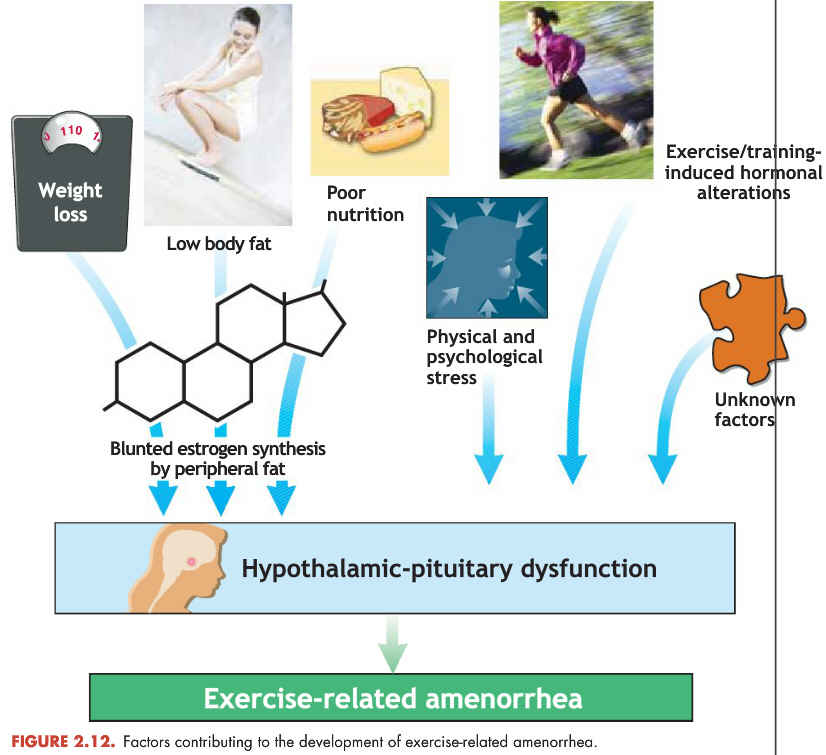 110
Weight
loss
Low body fat
Poor
nutrition
Exercise/training-
induced hormonal
alterations
Physical and
psychological
stress
Unknown
factors
Blunted estrogen synthesis
by peripheral fat
Hypothalamic-pituitary dysfunction
Exercise-related amenorrhea
FIGURE 2.12. Factors contributing to the development of exercise-related amenorrhea.